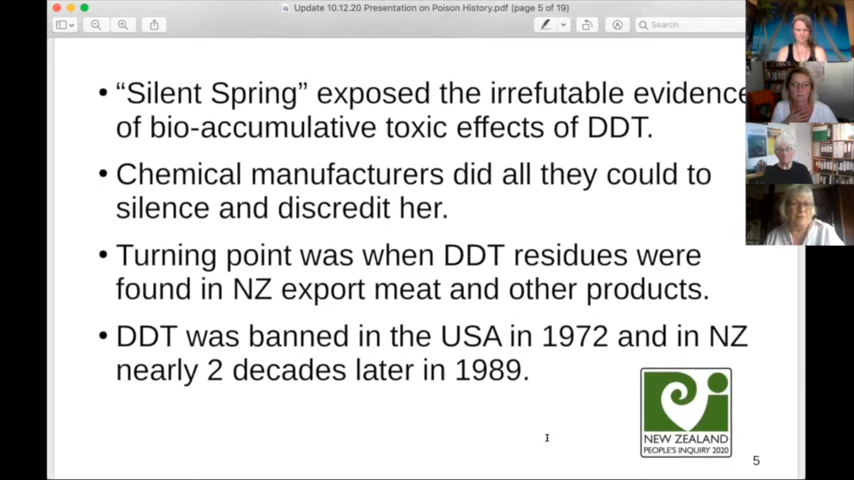 Update 10.12.20 Presentation on Poison History.pdf (page 5 of 19)
Search
• “Silent Spring” exposed the irrefutable evidence
of bio-accumulative toxic effects of DDT.
• Chemical manufacturers did all they could to
silence and discredit her.
• Turning point was when DDT residues were
found in NZ export meat and other products.
• DDT was banned in the USA in 1972 and in NZ
nearly 2 decades later in 1989.
NEW ZEALAND
PEOPLE'S INQUIRY 2020
5